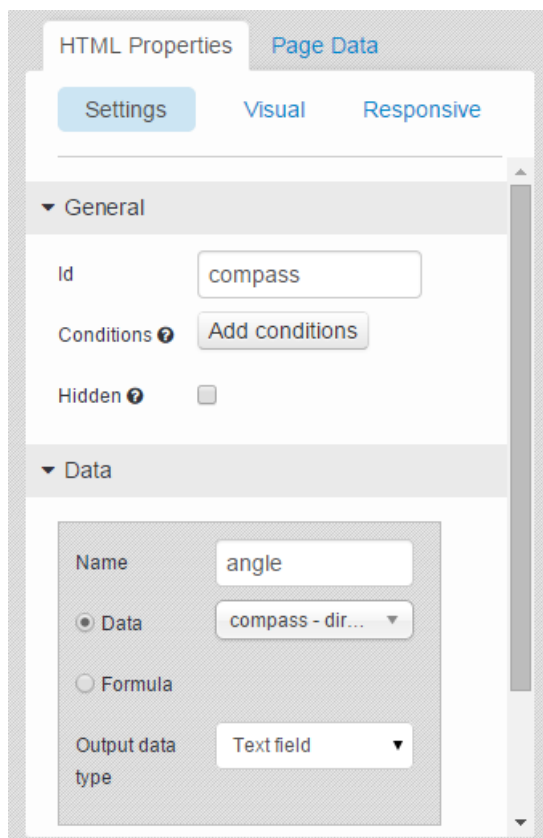 HTML Properties Page Data
Settings Visual Responsive
General
Id compass
Conditions Add conditions
Hidden
Data
Name angle
Data compass - dir...
Formula
Output data type Text field